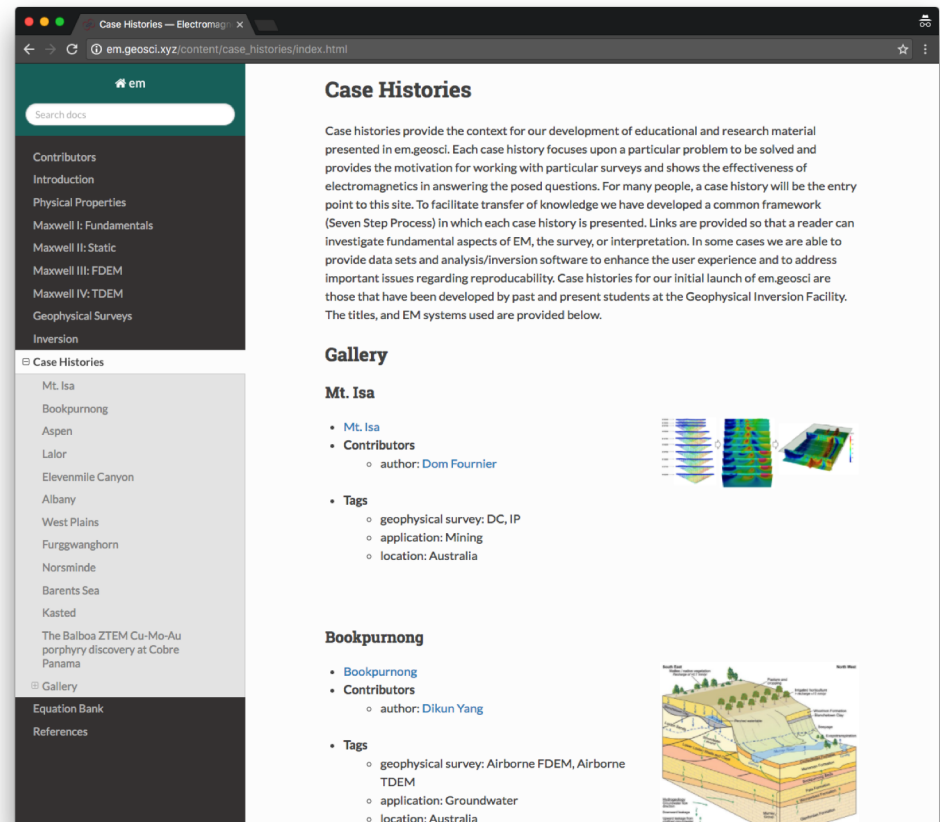 Case Histories — Electromagn
em.geosci.xyz/content/case_histories/index.html
em
Search docs
Contributors
Introduction
Physical Properties
Maxwell I: Fundamentals
Maxwell II: Static
Maxwell III: FDEM
Maxwell IV: TDEM
Geophysical Surveys
Inversion
Case Histories
Mt. Isa
Bookpurnong
Aspen
Lalor
Elevenmile Canyon
Albany
West Plains
Furggwanghorn
Norsminde
Barents Sea
Kasted
The Balboa ZTEM Cu-Mo-Au
porphyry discovery at Cobre
Panama
Gallery
Equation Bank
References
Case Histories
Case histories provide the context for our development of educational and research material
presented in em.geosci. Each case history focuses upon a particular problem to be solved and
provides the motivation for working with particular surveys and shows the effectiveness of
electromagnetics in answering the posed questions. For many people, a case history will be the entry
point to this site. To facilitate transfer of knowledge we have developed a common framework
(Seven Step Process) in which each case history is presented. Links are provided so that a reader can
investigate fundamental aspects of EM, the survey, or interpretation. In some cases we are able to
provide data sets and analysis/inversion software to enhance the user experience and to address
important issues regarding reproducability. Case histories for our initial launch of em.geosci are
those that have been developed by past and present students at the Geophysical Inversion Facility.
The titles, and EM systems used are provided below.
Gallery
Mt. Isa
Mt. Isa
Contributors
author: Dom Fournier
Tags
geophysical survey: DC, IP
application: Mining
location: Australia
Bookpurnong
Bookpurnong
Contributors
author: Dikun Yang
Tags
geophysical survey: Airborne FDEM, Airborne
TDEM
application: Groundwater
location: Australia
South East
North West